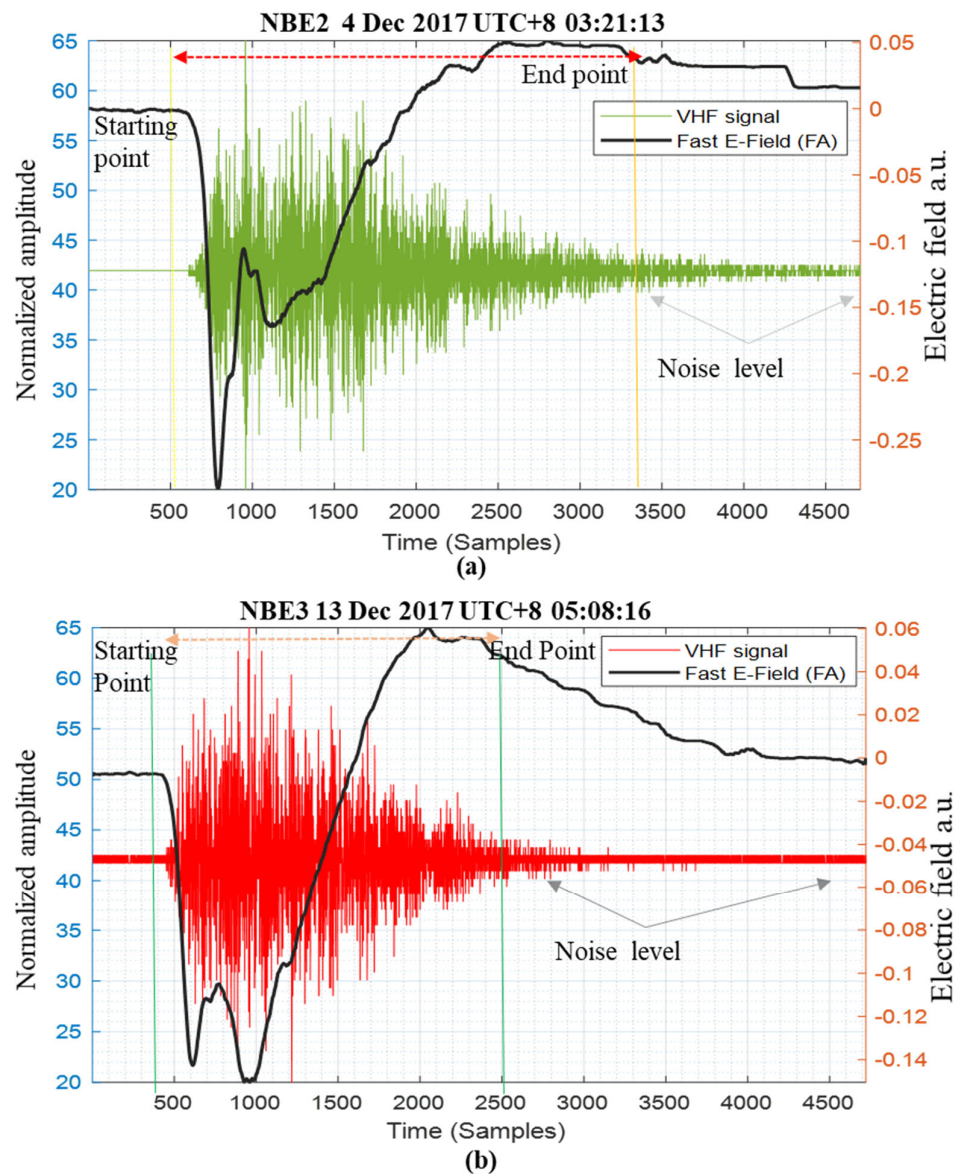 NBE2 4 Dec 2017 UTC+8 03:21:13
65
60
55
50
45
40
35
30
25
20
Normalized amplitude
Starting
point
End point
VHF signal
Fast E-Field (FA)
Noise level
0.05
0
-0.05
-0.1
-0.15
-0.2
-0.25
Electric field a.u.
500
1000
1500
2000
2500
3000
3500
4000
4500
Time (Samples)
(a)
NBE3 13 Dec 2017 UTC+8 05:08:16
65
60
55
50
45
40
35
30
25
20
Normalized amplitude
Starting
Point
End Point
VHF signal
Fast E-Field (FA)
Noise level
0.06
0.04
0.02
0
-0.02
-0.04
-0.06
-0.08
-0.1
-0.12
-0.14
Electric field a.u.
500
1000
1500
2000
2500
3000
3500
4000
4500
Time (Samples)
(b)